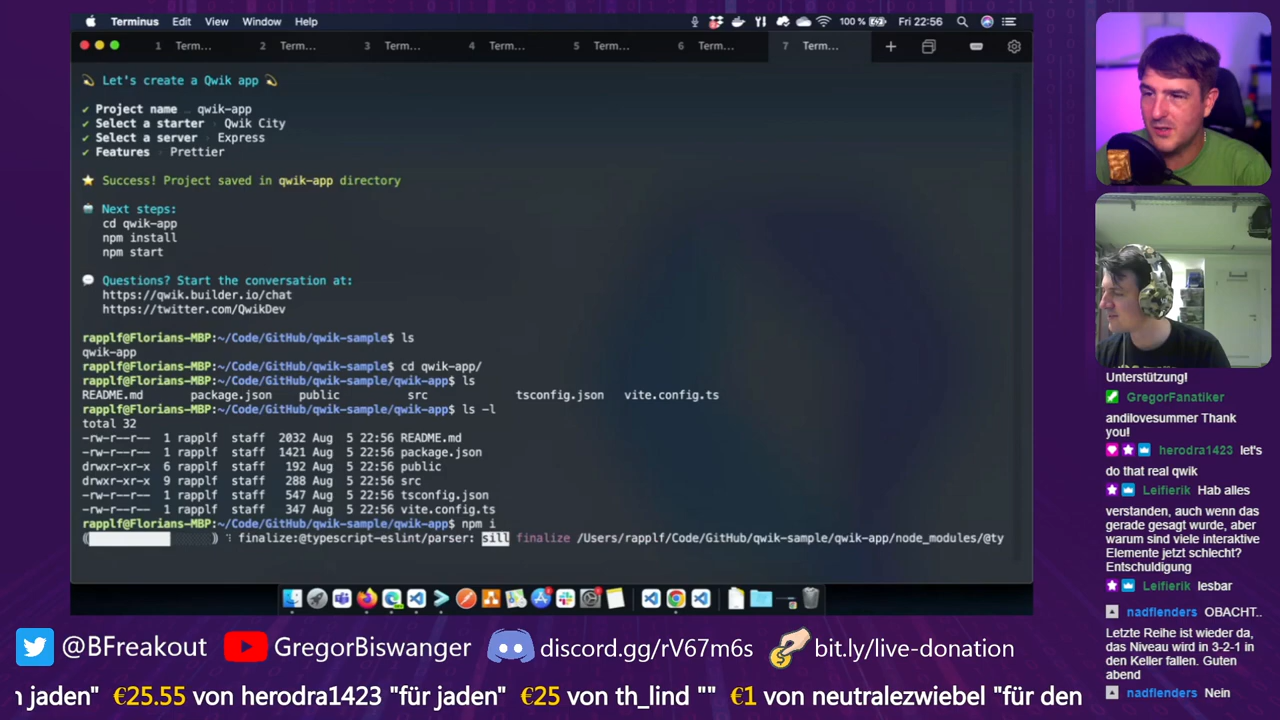 Terminus Edit View Window Help 100 % Fri 22:56
1 Term... 2 Term... 3 Term... 4 Term... 5 Term... 6 Term... 7 Term...
Let's create a Qwik app
✔ Project name … qwik-app
✔ Select a starter › Qwik City
✔ Select a server › Express
✔ Features › Prettier
Success! Project saved in qwik-app directory
Next steps:
cd qwik-app
npm install
npm start
Questions? Start the conversation at:
https://qwik.builder.io/chat
https://twitter.com/QwikDev
rapplf@Florians-MBP:~/Code/GitHub/qwik-sample$ ls
qwik-app
rapplf@Florians-MBP:~/Code/GitHub/qwik-sample$ cd qwik-app/
rapplf@Florians-MBP:~/Code/GitHub/qwik-sample/qwik-app$ ls
README.md package.json public src tsconfig.json vite.config.ts
rapplf@Florians-MBP:~/Code/GitHub/qwik-sample/qwik-app$ ls -l
total 32
-rw-r--r-- 1 rapplf staff 2032 Aug 5 22:56 README.md
-rw-r--r-- 1 rapplf staff 1421 Aug 5 22:56 package.json
drwxr-xr-x 6 rapplf staff 192 Aug 5 22:56 public
drwxr-xr-x 9 rapplf staff 288 Aug 5 22:56 src
-rw-r--r-- 1 rapplf staff 547 Aug 5 22:56 tsconfig.json
-rw-r--r-- 1 rapplf staff 347 Aug 5 22:56 vite.config.ts
rapplf@Florians-MBP:~/Code/GitHub/qwik-sample/qwik-app$ npm i
finalize:@typescript-eslint/parser: sill finalize /Users/rapplf/Code/GitHub/qwik-sample/qwik-app/node_modules/@ty
Unterstützung!
GregorFanatiker
andilovesummer Thank
you!
herodra1423 let's
do that real qwik
Leifierik Hab alles
verstanden, auch wenn das
gerade gesagt wurde, aber
warum sind viele interaktive
Elemente jetzt schlecht?
Entschuldigung
Leifierik lesbar
nadflenders OBACHT..
Letzte Reihe ist wieder da,
das Niveau wird in 3-2-1 in
den Keller fallen. Guten
abend
nadflenders Nein
@BFreakout GregorBiswanger discord.gg/rV67m6s bit.ly/live-donation
n jaden" €25.55 von herodra1423 "für jaden" €25 von th_lind "" €1 von neutralezwiebel "für den